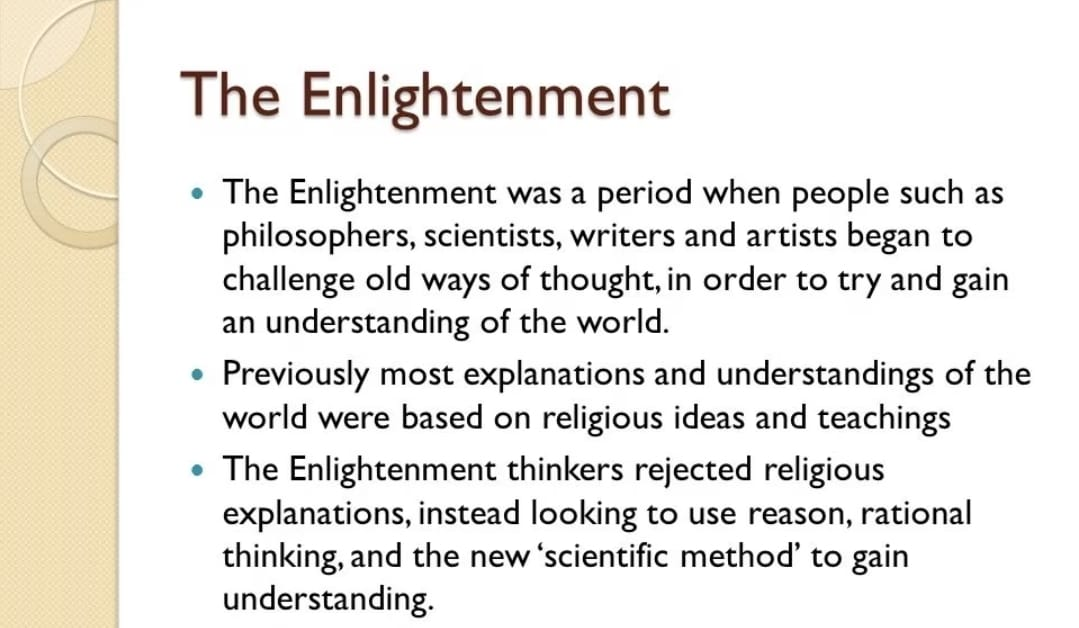 The Enlightenment
• The Enlightenment was a period when people such as
philosophers, scientists, writers and artists began to
challenge old ways of thought, in order to try and gain
an understanding of the world.
• Previously most explanations and understandings of the
world were based on religious ideas and teachings
• The Enlightenment thinkers rejected religious
explanations, instead looking to use reason, rational
thinking, and the new ‘scientific method’ to gain
understanding.